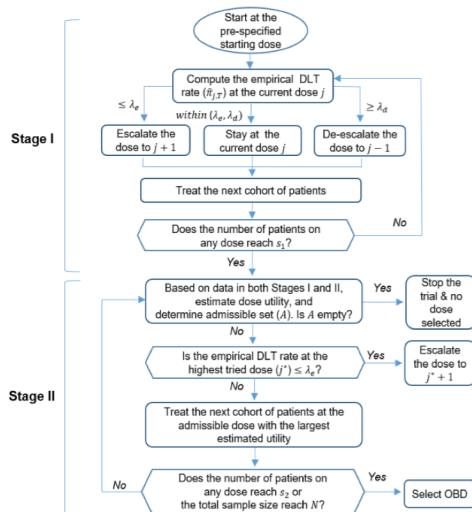 Start at the
pre-specified
starting dose
Stage I
Compute the empirical DLT
rate (π̂j,T) at the current dose j
≤ λe
within (λe, λd)
≥ λd
Escalate the
dose to j + 1
Stay at the
current dose j
De-escalate the
dose to j − 1
Treat the next cohort of patients
Does the number of patients on
any dose reach s1?
No
Yes
Stage II
Based on data in both Stages I and II,
estimate dose utility, and
determine admissible set (A). Is A empty?
Yes
Stop the
trial & no
dose
selected
No
Is the empirical DLT rate at the
highest tried dose (j*) ≤ λe?
Yes
Escalate
the dose to
j* + 1
No
Treat the next cohort of patients at the
admissible dose with the largest
estimated utility
No
Does the number of patients on
any dose reach s2 or
the total sample size reach N?
Yes
Select OBD